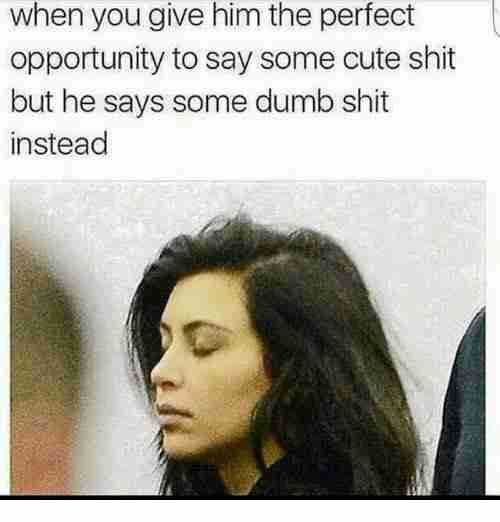 when you give him the perfect
opportunity to say some cute shit
but he says some dumb shit
instead